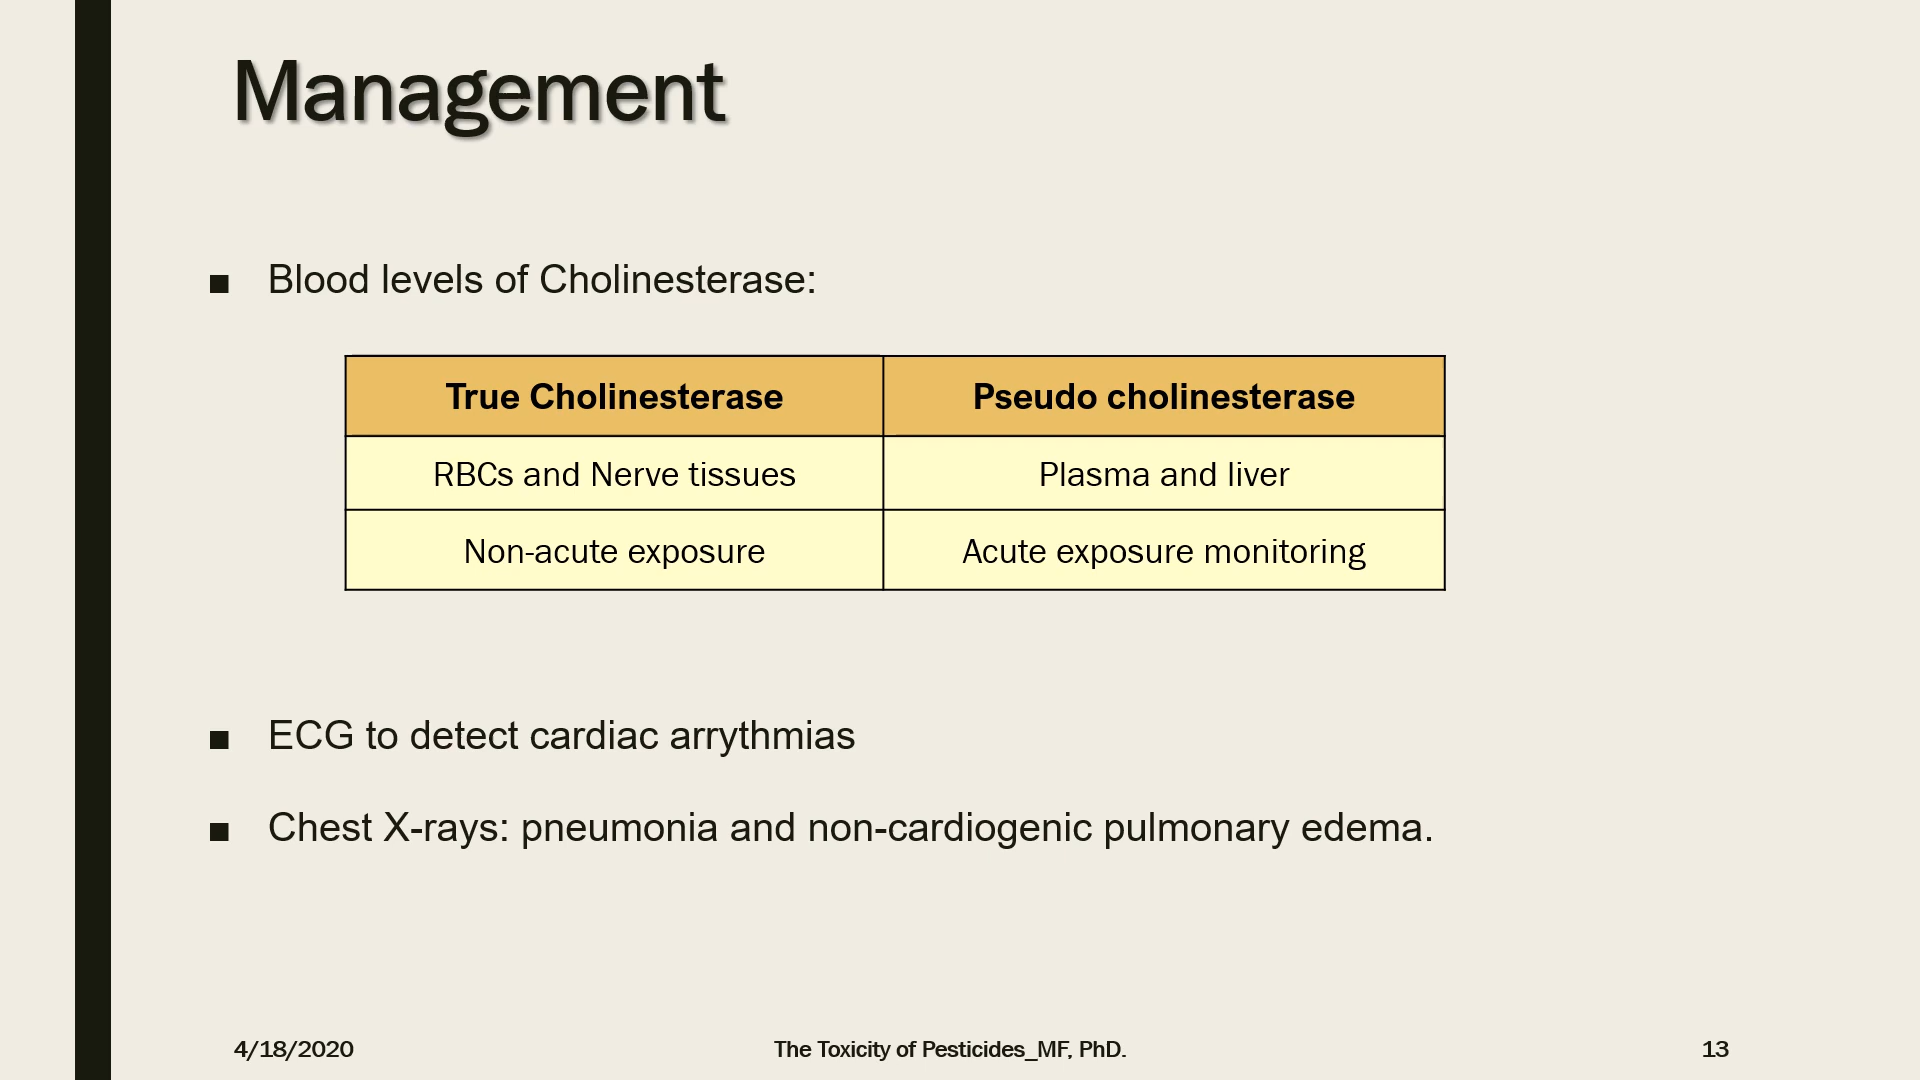 Management
■ Blood levels of Cholinesterase:
True Cholinesterase Pseudo cholinesterase
RBCs and Nerve tissues Plasma and liver
Non-acute exposure Acute exposure monitoring
■ ECG to detect cardiac arrythmias
■ Chest X-rays: pneumonia and non-cardiogenic pulmonary edema.
4/18/2020 The Toxicity of Pesticides_MF, PhD. 13